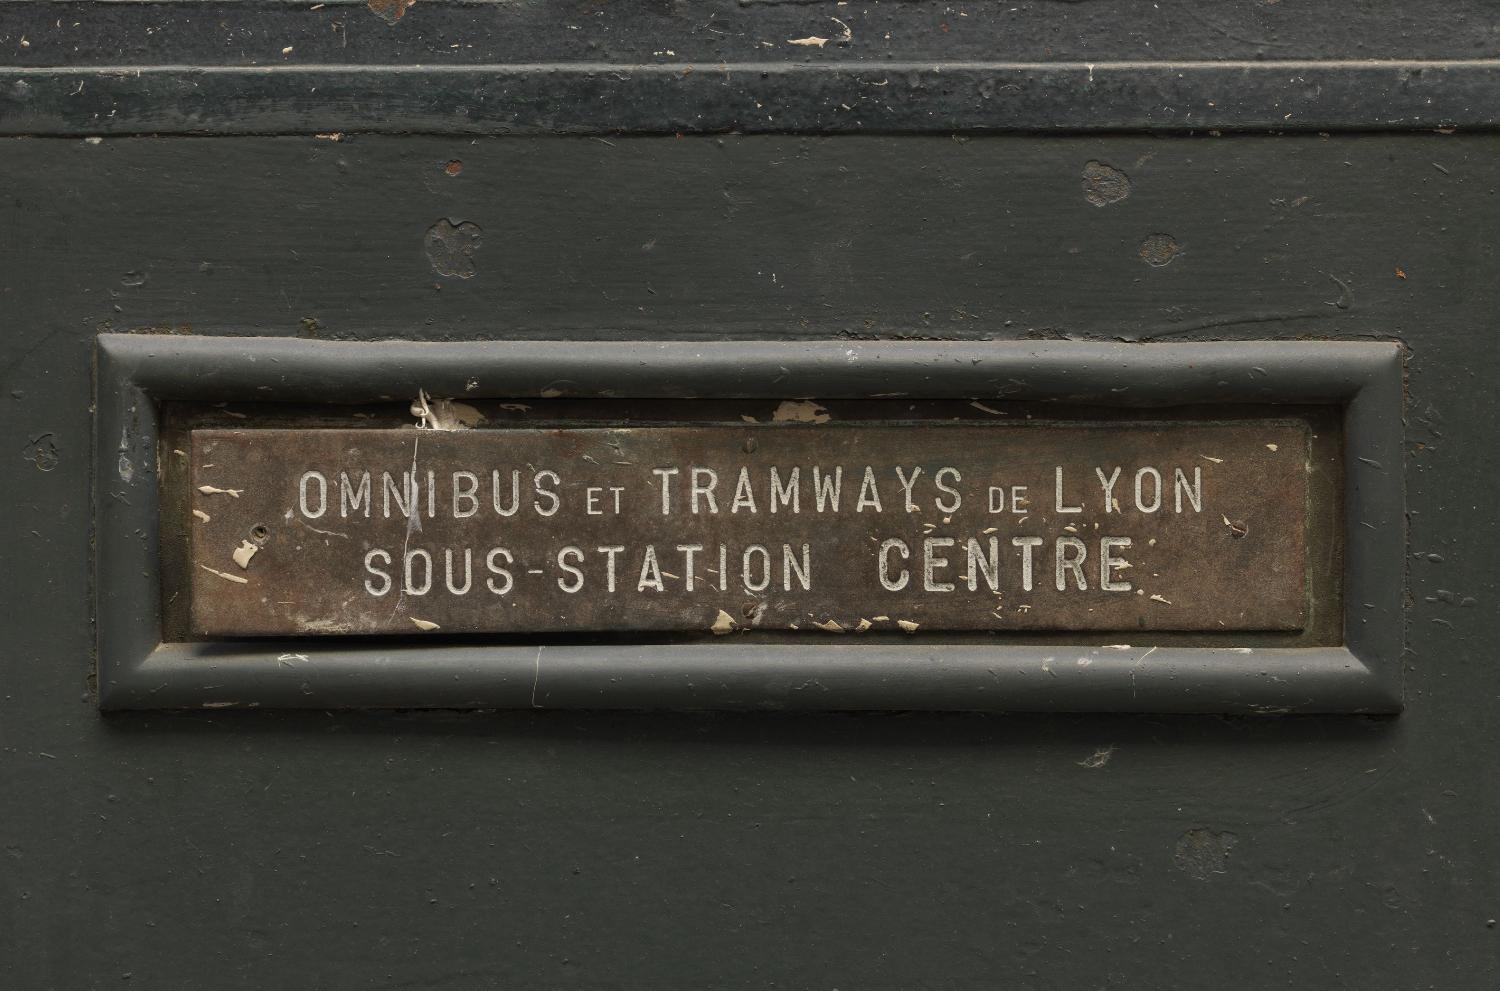 OMNIBUS ET TRAMWAYS DE LYON
SOUS-STATION CENTRE